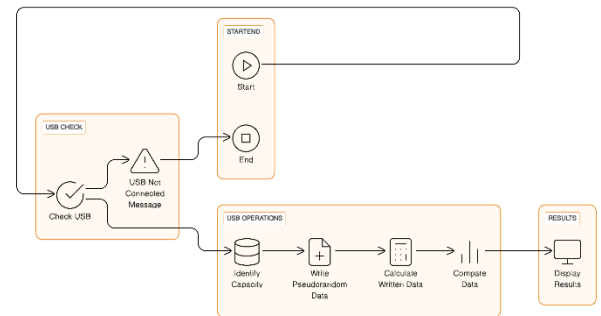 STARTEND
Start
End
USB CHECK
USB Not
Connected
Message
Check USB
USB OPERATIONS
Identify
Capacity
Write
Pseudorandom
Data
Calculate
Written Data
Compare
Data
RESULTS
Display
Results